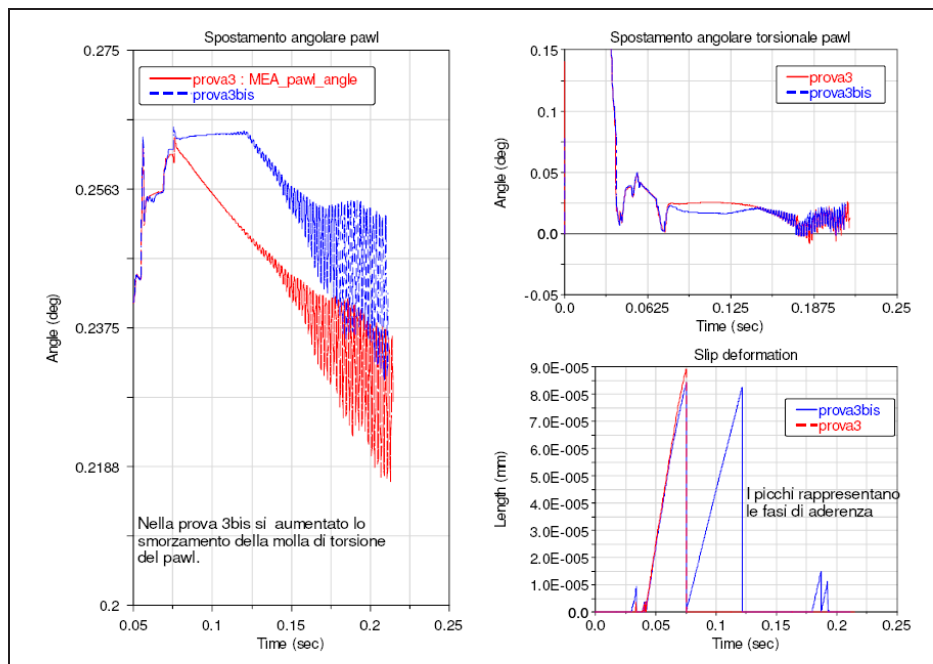 Spostamento angolare pawl
0.275
0.2563
0.2375
0.2188
0.2
Angle (deg)
prova3 : MEA_pawl_angle
prova3bis
Nella prova 3bis si aumentato lo
smorzamento della molla di torsione
del pawl.
0.05
0.1
0.15
0.2
0.25
Time (sec)
Spostamento angolare torsionale pawl
0.15
0.1
0.05
0.0
-0.05
Angle (deg)
prova3
prova3bis
0.0
0.0625
0.125
0.1875
0.25
Time (sec)
Slip deformation
9.0E-005
8.0E-005
7.0E-005
6.0E-005
5.0E-005
4.0E-005
3.0E-005
2.0E-005
1.0E-005
0.0
Length (mm)
prova3bis
prova3
I picchi rappresentano
le fasi di aderenza
0.0
0.05
0.1
0.15
0.2
0.25
Time (sec)